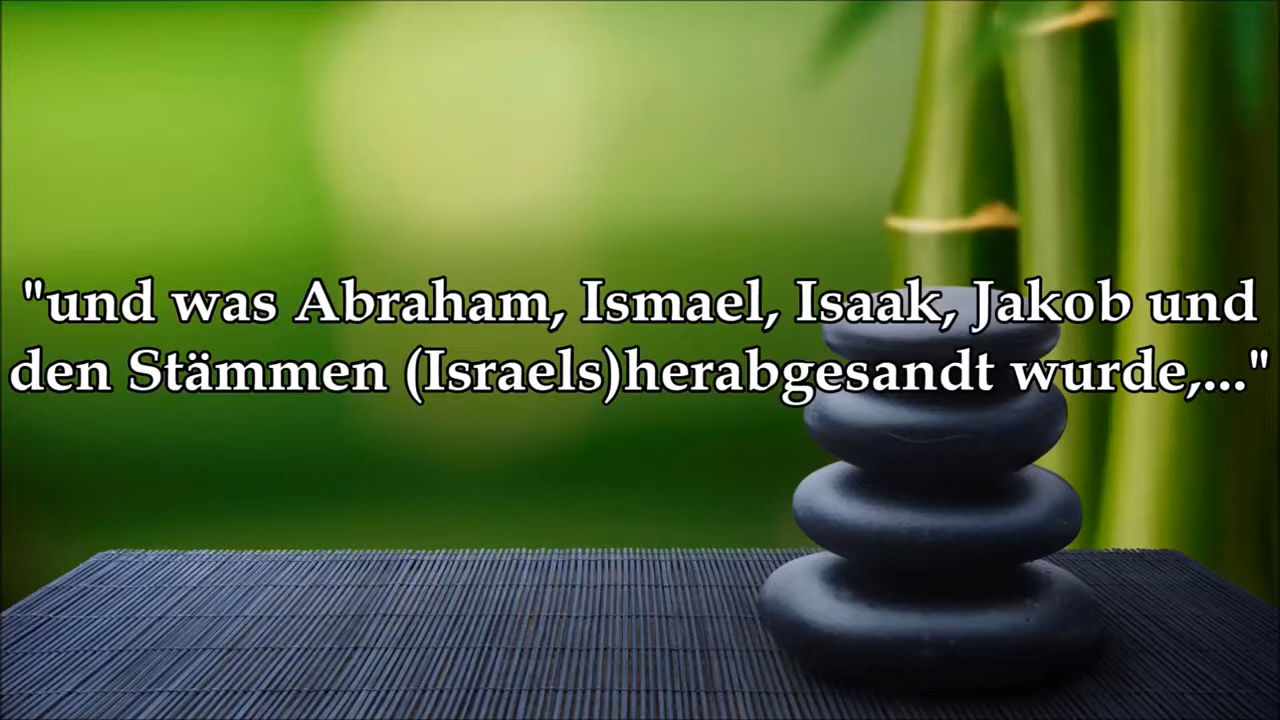 "und was Abraham, Ismael, Isaak, Jakob und
den Stämmen (Israels)herabgesandt wurde,..."